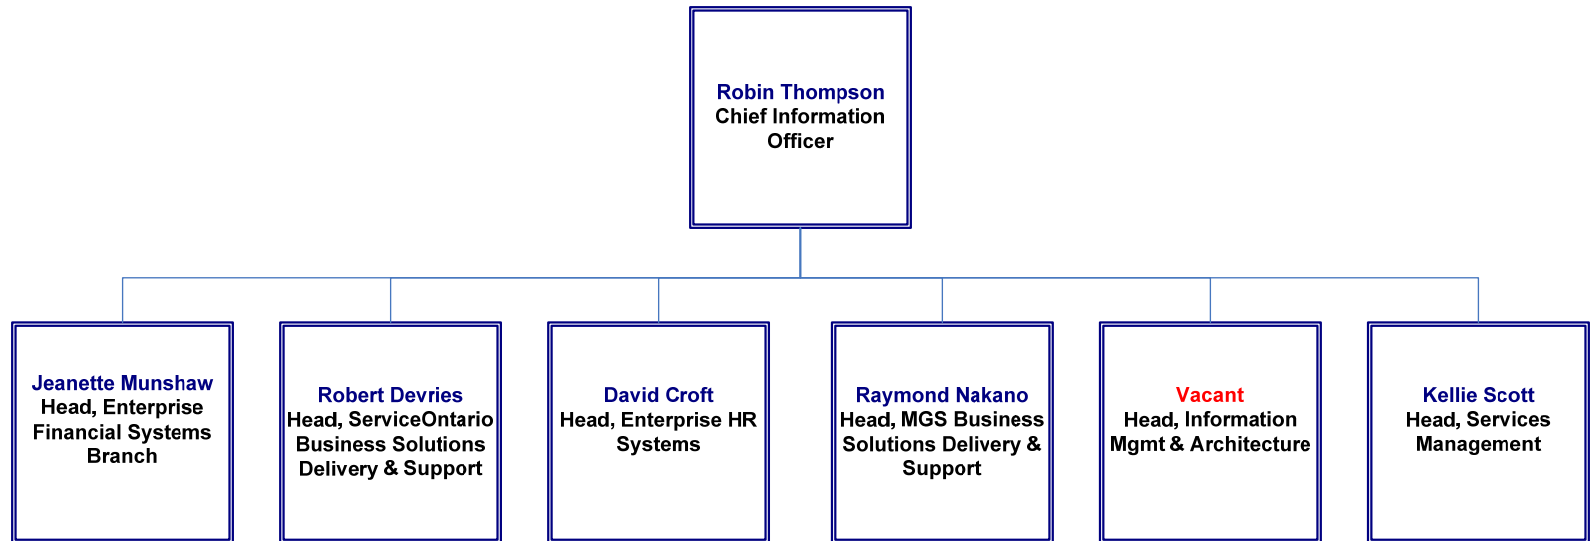 Robin Thompson
Chief Information
Officer
Jeanette Munshaw
Head, Enterprise
Financial Systems
Branch
Robert Devries
Head, ServiceOntario
Business Solutions
Delivery & Support
David Croft
Head, Enterprise HR
Systems
Raymond Nakano
Head, MGS Business
Solutions Delivery &
Support
Vacant
Head, Information
Mgmt & Architecture
Kellie Scott
Head, Services
Management